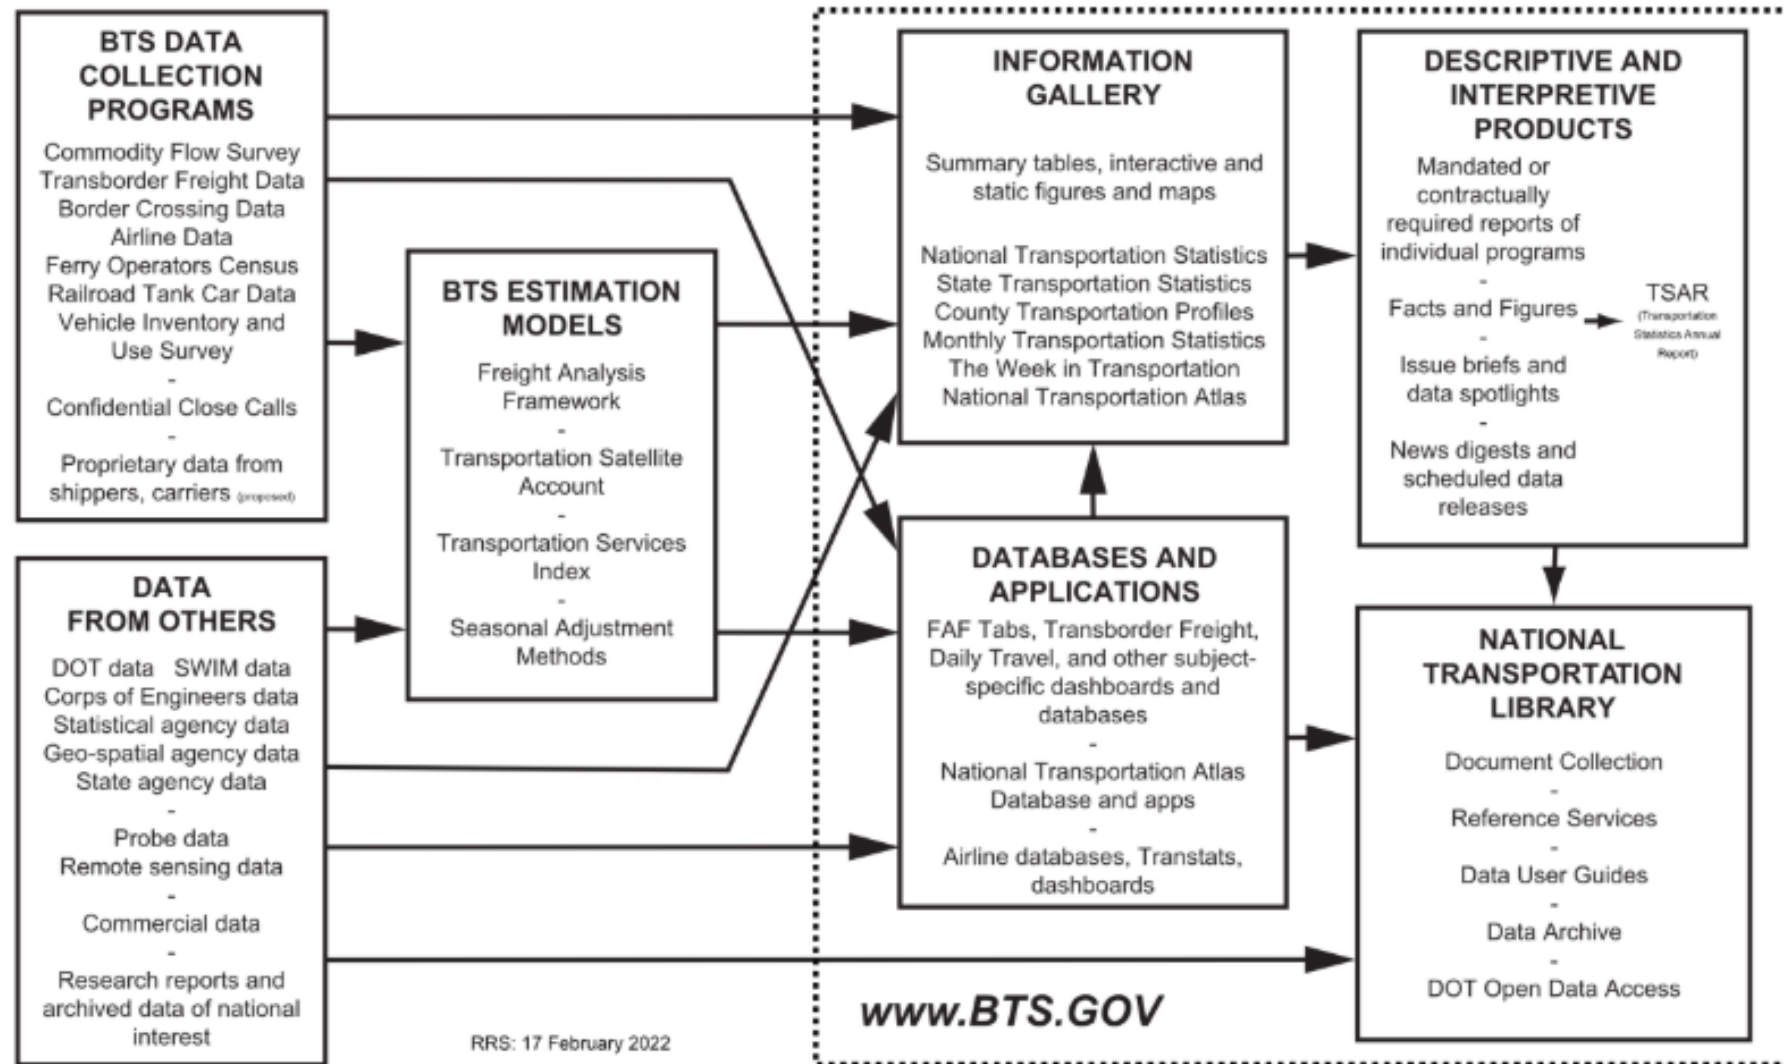 BTS DATA
COLLECTION
PROGRAMS
Commodity Flow Survey
Transborder Freight Data
Border Crossing Data
Airline Data
Ferry Operators Census
Railroad Tank Car Data
Vehicle Inventory and
Use Survey
-
Confidential Close Calls
-
Proprietary data from
shippers, carriers (proposed)
DATA
FROM OTHERS
DOT data SWIM data
Corps of Engineers data
Statistical agency data
Geo-spatial agency data
State agency data
-
Probe data
Remote sensing data
-
Commercial data
-
Research reports and
archived data of national
interest
BTS ESTIMATION
MODELS
Freight Analysis
Framework
-
Transportation Satellite
Account
-
Transportation Services
Index
-
Seasonal Adjustment
Methods
RRS: 17 February 2022
INFORMATION
GALLERY
Summary tables, interactive and
static figures and maps
National Transportation Statistics
State Transportation Statistics
County Transportation Profiles
Monthly Transportation Statistics
The Week in Transportation
National Transportation Atlas
DATABASES AND
APPLICATIONS
FAF Tabs, Transborder Freight,
Daily Travel, and other subject-
specific dashboards and
databases
-
National Transportation Atlas
Database and apps
-
Airline databases, Transtats,
dashboards
www.BTS.GOV
DESCRIPTIVE AND
INTERPRETIVE
PRODUCTS
Mandated or
contractually
required reports of
individual programs
-
Facts and Figures
-
Issue briefs and
data spotlights
-
News digests and
scheduled data
releases
TSAR
(Transportation
Statistics Annual
Report)
NATIONAL
TRANSPORTATION
LIBRARY
Document Collection
-
Reference Services
-
Data User Guides
-
Data Archive
-
DOT Open Data Access